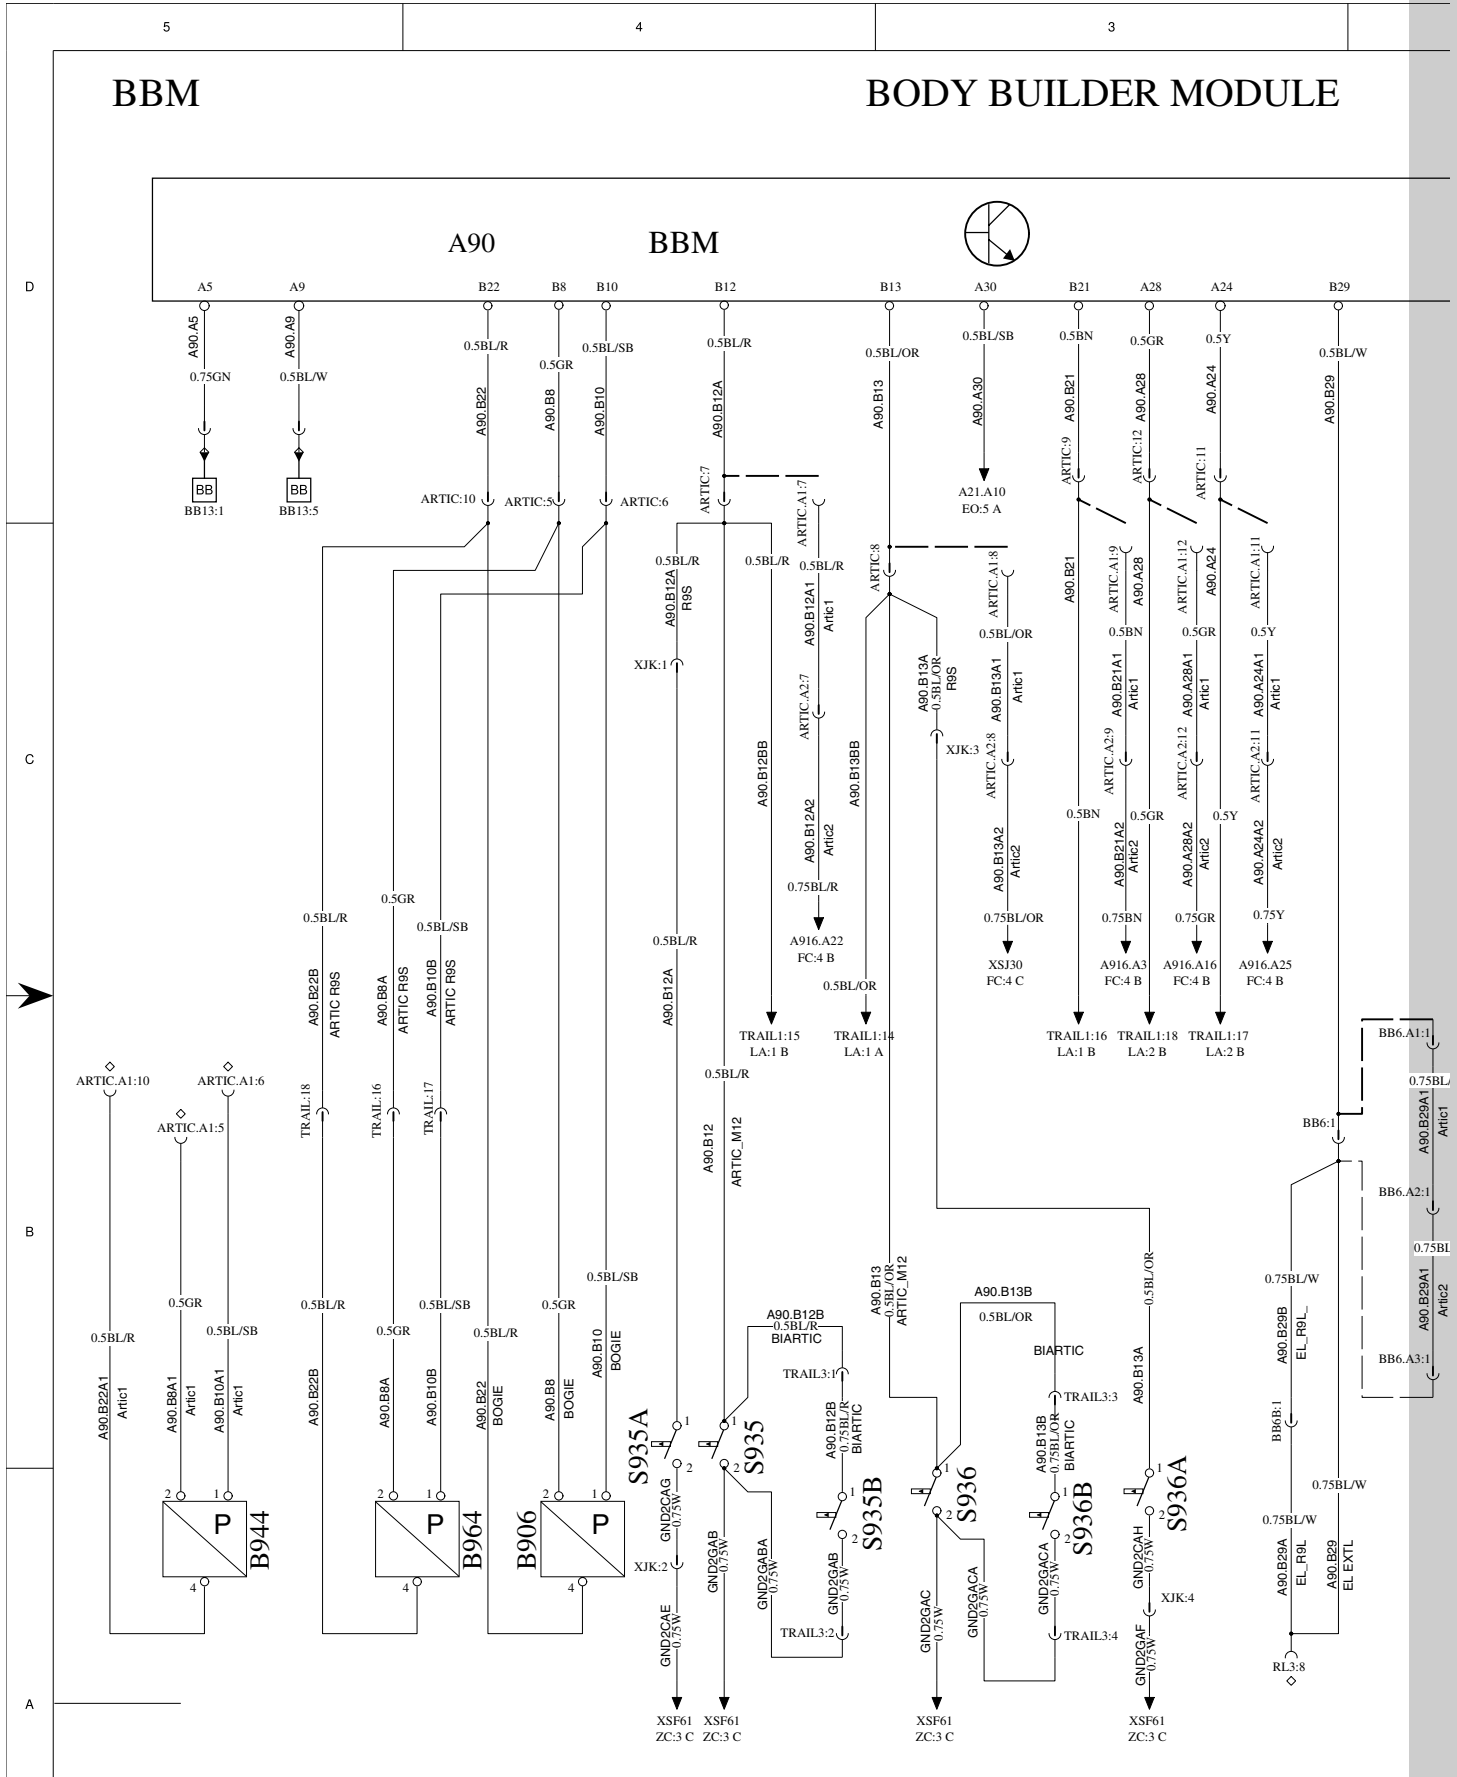 5
4
3
BBM
BODY BUILDER MODULE
A90
BBM
D
A5
A9
B22
B8
B10
B12
B13
A30
B21
A28
A24
B29
A90.A5
A90.A9
0.75GN
0.5BL/W
0.5BL/R
0.5GR
0.5BL/SB
0.5BL/R
0.5BL/OR
0.5BL/SB
0.5BN
0.5GR
0.5Y
0.5BL/W
A90.B22
A90.B8
A90.B10
A90.B12A
A90.B13
A90.A30
A90.B21
A90.A28
A90.A24
A90.B29
BB
BB
BB13:1
BB13:5
ARTIC:10
ARTIC:5
ARTIC:6
ARTIC:7
ARTIC.A1:7
ARTIC:9
ARTIC:12
ARTIC:11
A21.A10
EO:5 A
0.5BL/R
0.5BL/R
0.5BL/R
A90.B12A
R9S
XJK:1
A90.B12A1
Artic1
ARTIC.A2:7
ARTIC:8
ARTIC.A1:8
0.5BL/OR
A90.B13A
0.5BL/OR
R9S
A90.B13A1
Artic1
XJK:3
ARTIC.A2:8
A90.B21
ARTIC.A1:9
A90.A28
ARTIC.A1:12
A90.A24
ARTIC.A1:11
0.5BN
0.5GR
0.5Y
A90.B21A1
Artic1
A90.A28A1
Artic1
A90.A24A1
Artic1
ARTIC.A2:9
ARTIC.A2:12
ARTIC.A2:11
C
A90.B12BB
A90.B13BB
A90.B12A2
Artic2
A90.B13A2
Artic2
0.5BN
0.5GR
0.5Y
A90.B21A2
Artic2
A90.A28A2
Artic2
A90.A24A2
Artic2
0.75BL/R
0.75BL/OR
0.75BN
0.75GR
0.75Y
A916.A22
FC:4 B
XSJ30
FC:4 C
A916.A3
FC:4 B
A916.A16
FC:4 B
A916.A25
FC:4 B
0.5BL/R
0.5GR
0.5BL/SB
0.5BL/R
0.5BL/OR
A90.B22B
ARTIC R9S
A90.B8A
ARTIC R9S
A90.B10B
ARTIC R9S
A90.B12A
TRAIL1:15
LA:1 B
TRAIL1:14
LA:1 A
TRAIL1:16
LA:1 B
TRAIL1:18
LA:2 B
TRAIL1:17
LA:2 B
BB6.A1:1
ARTIC.A1:10
ARTIC.A1:6
ARTIC.A1:5
TRAIL:18
TRAIL:16
TRAIL:17
0.5BL/R
A90.B12
ARTIC_M12
0.75BL/
A90.B29A1
Artic1
BB6:1
BB6.A2:1
B
0.75BL
A90.B29A1
Artic2
BB6.A3:1
0.5BL/R
0.5GR
0.5BL/SB
A90.B22A1
Artic1
A90.B8A1
Artic1
A90.B10A1
Artic1
0.5BL/R
0.5GR
0.5BL/SB
0.5BL/R
0.5GR
0.5BL/SB
A90.B22B
A90.B8A
A90.B10B
A90.B22
BOGIE
A90.B8
BOGIE
A90.B10
BOGIE
A90.B12B
0.5BL/R
BIARTIC
TRAIL3:1
A90.B12B
0.75BL/R
BIARTIC
A90.B13
0.5BL/OR
ARTIC_M12
A90.B13B
0.5BL/OR
BIARTIC
TRAIL3:3
A90.B13B
0.75BL/OR
BIARTIC
0.5BL/OR
A90.B13A
0.75BL/W
A90.B29B
EL_R9L_
BB6B:1
S935A
1
2
S935
1
2
S935B
1
2
S936
1
2
S936B
1
2
S936A
1
2
2
1
P
B944
4
2
1
P
B964
4
2
1
P
B906
4
GND2CAG
0.75W
XJK:2
GND2CAE
0.75W
GND2GAB
0.75W
GND2GABA
0.75W
GND2GAB
0.75W
TRAIL3:2
GND2GAC
0.75W
GND2GACA
0.75W
GND2GACA
0.75W
TRAIL3:4
GND2CAH
0.75W
XJK:4
GND2GAF
0.75W
0.75BL/W
0.75BL/W
A90.B29A
EL_R9L
A90.B29
EL EXTL
RL3:8
A
XSF61
ZC:3 C
XSF61
ZC:3 C
XSF61
ZC:3 C
XSF61
ZC:3 C